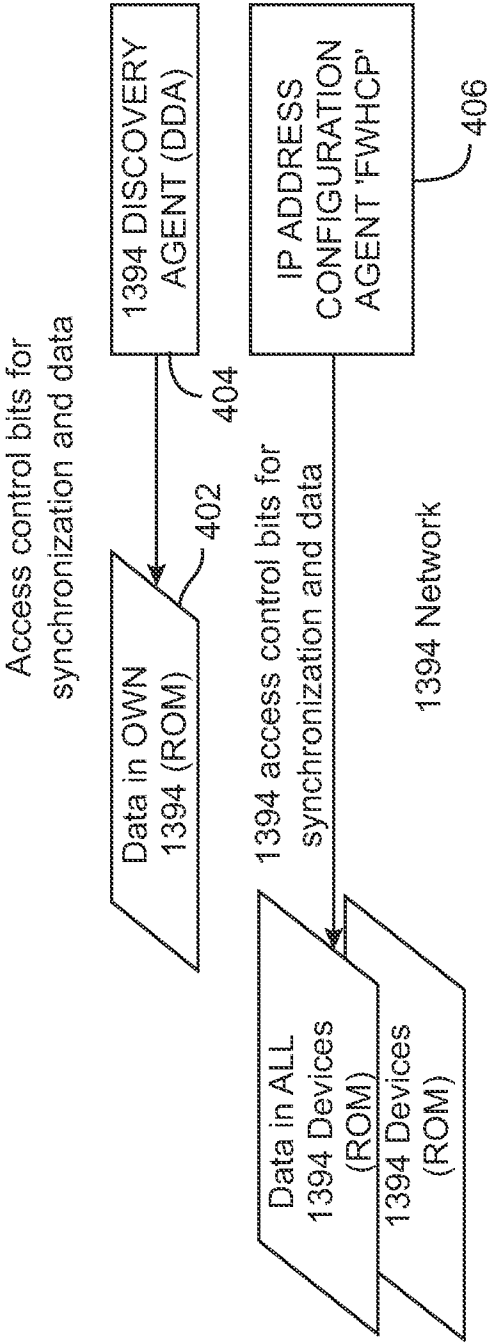 Access control bits for
synchronization and data
Data in OWN
1394 (ROM)
402
404
1394 DISCOVERY
AGENT (DDA)
1394 access control bits for
synchronization and data
Data in ALL
1394 Devices
(ROM)
1394 Devices
(ROM)
IP ADDRESS
CONFIGURATION
AGENT 'FWHCP'
406
1394 Network